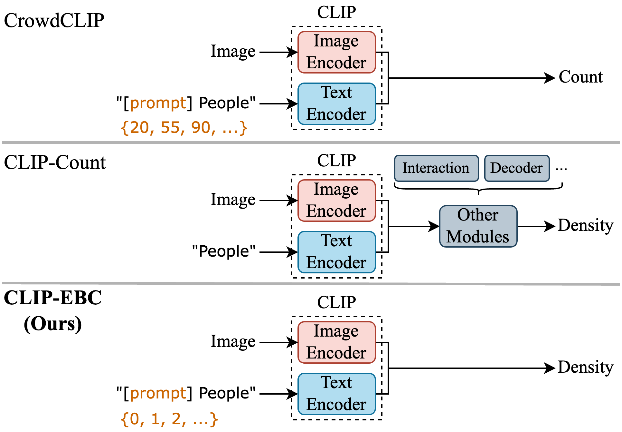 CrowdCLIP
CLIP
Image
Image
Encoder
Count
"[prompt] People"
Text
Encoder
{20, 55, 90, ...}
CLIP-Count
CLIP
Interaction
Decoder
...
Image
Image
Encoder
Other
Modules
Density
"People"
Text
Encoder
CLIP-EBC
(Ours)
CLIP
Image
Image
Encoder
Density
"[prompt] People"
Text
Encoder
{0, 1, 2, ...}